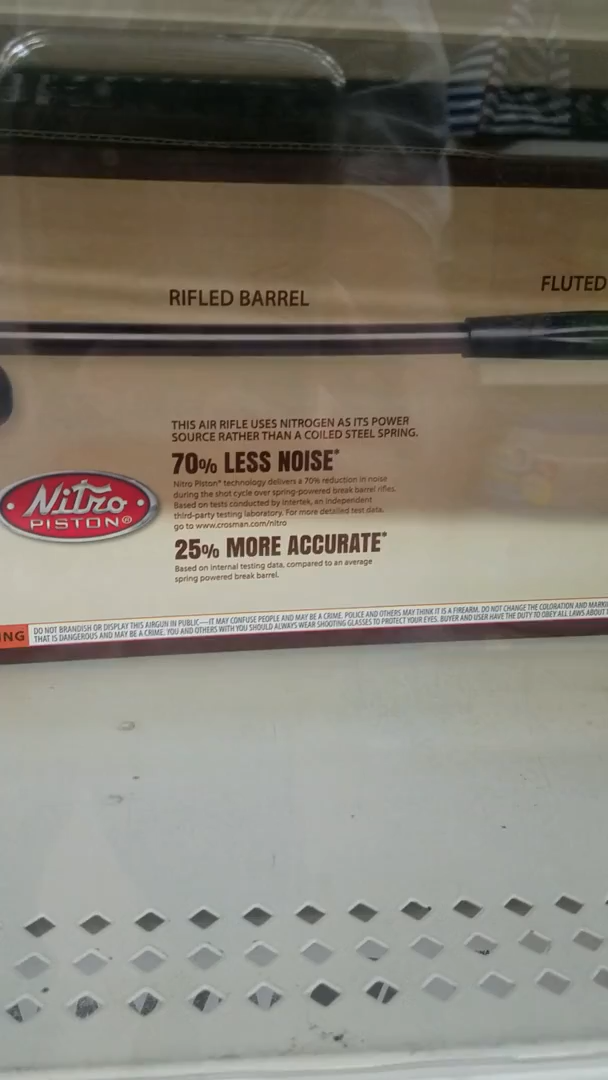 FLUTED
RIFLED BARREL
THIS AIR RIFLE USES NITROGEN AS ITS POWER
SOURCE RATHER THAN A COILED STEEL SPRING.
70% LESS NOISE*
Nitro Piston® technology delivers a 70% reduction in noise
during the shot cycle over spring-powered break barrel rifles.
Based on tests conducted by Intertek, an independent
third-party testing laboratory. For more detailed test data,
go to www.crosman.com/nitro
Nitro
PISTON®
25% MORE ACCURATE*
Based on internal testing data, compared to an average
spring powered break barrel.
ING
DO NOT BRANDISH OR DISPLAY THIS AIRGUN IN PUBLIC—IT MAY CONFUSE PEOPLE AND MAY BE A CRIME. POLICE AND OTHERS MAY THINK IT IS A FIREARM. DO NOT CHANGE THE COLORATION AND MARKI
THAT IS DANGEROUS AND MAY BE A CRIME. YOU AND OTHERS WITH YOU SHOULD ALWAYS WEAR SHOOTING GLASSES TO PROTECT YOUR EYES. BUYER AND USER HAVE THE DUTY TO OBEY ALL LAWS ABOUT